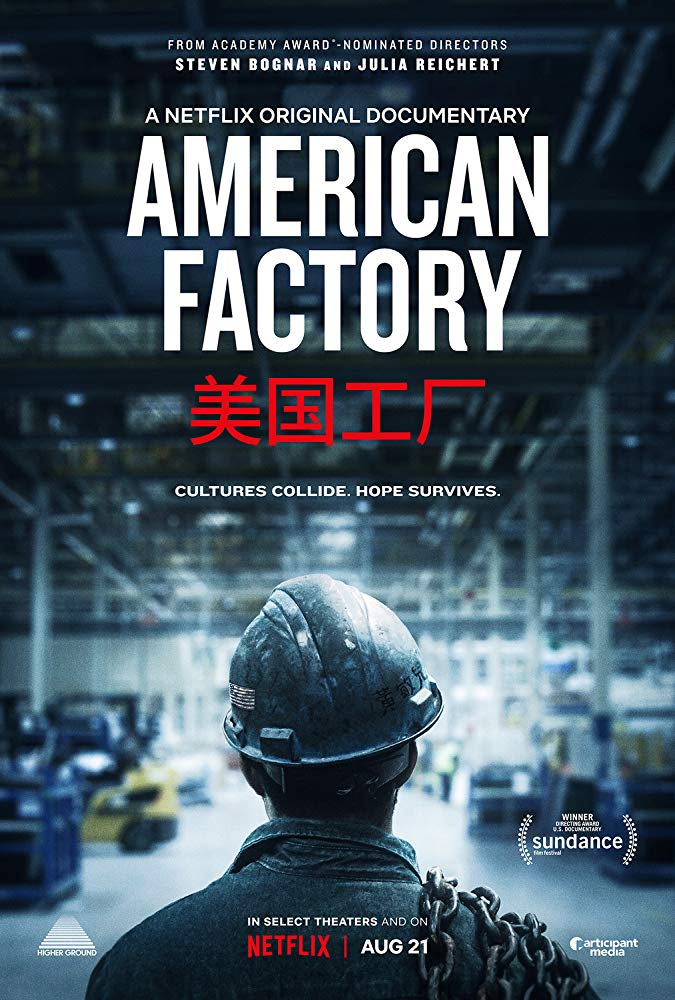 FROM ACADEMY AWARD®-NOMINATED DIRECTORS
STEVEN BOGNAR AND JULIA REICHERT
A NETFLIX ORIGINAL DOCUMENTARY
AMERICAN
FACTORY
美国工厂
CULTURES COLLIDE. HOPE SURVIVES.
WINNER
DIRECTING AWARD
U.S. DOCUMENTARY
sundance
film festival
IN SELECT THEATERS AND ON
NETFLIX | AUG 21
HIGHER GROUND
participant
media